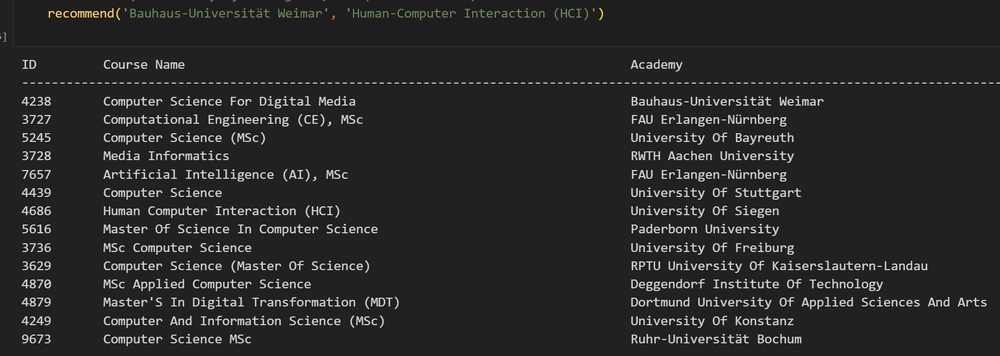 recommend('Bauhaus-Universität Weimar', 'Human-Computer Interaction (HCI)')
]
ID Course Name Academy
4238 Computer Science For Digital Media Bauhaus-Universität Weimar
3727 Computational Engineering (CE), MSc FAU Erlangen-Nürnberg
5245 Computer Science (MSc) University Of Bayreuth
3728 Media Informatics RWTH Aachen University
7657 Artificial Intelligence (AI), MSc FAU Erlangen-Nürnberg
4439 Computer Science University Of Stuttgart
4686 Human Computer Interaction (HCI) University Of Siegen
5616 Master Of Science In Computer Science Paderborn University
3736 MSc Computer Science University Of Freiburg
3629 Computer Science (Master Of Science) RPTU University Of Kaiserslautern-Landau
4870 MSc Applied Computer Science Deggendorf Institute Of Technology
4879 Master'S In Digital Transformation (MDT) Dortmund University Of Applied Sciences And Arts
4249 Computer And Information Science (MSc) University Of Konstanz
9673 Computer Science MSc Ruhr-Universität Bochum